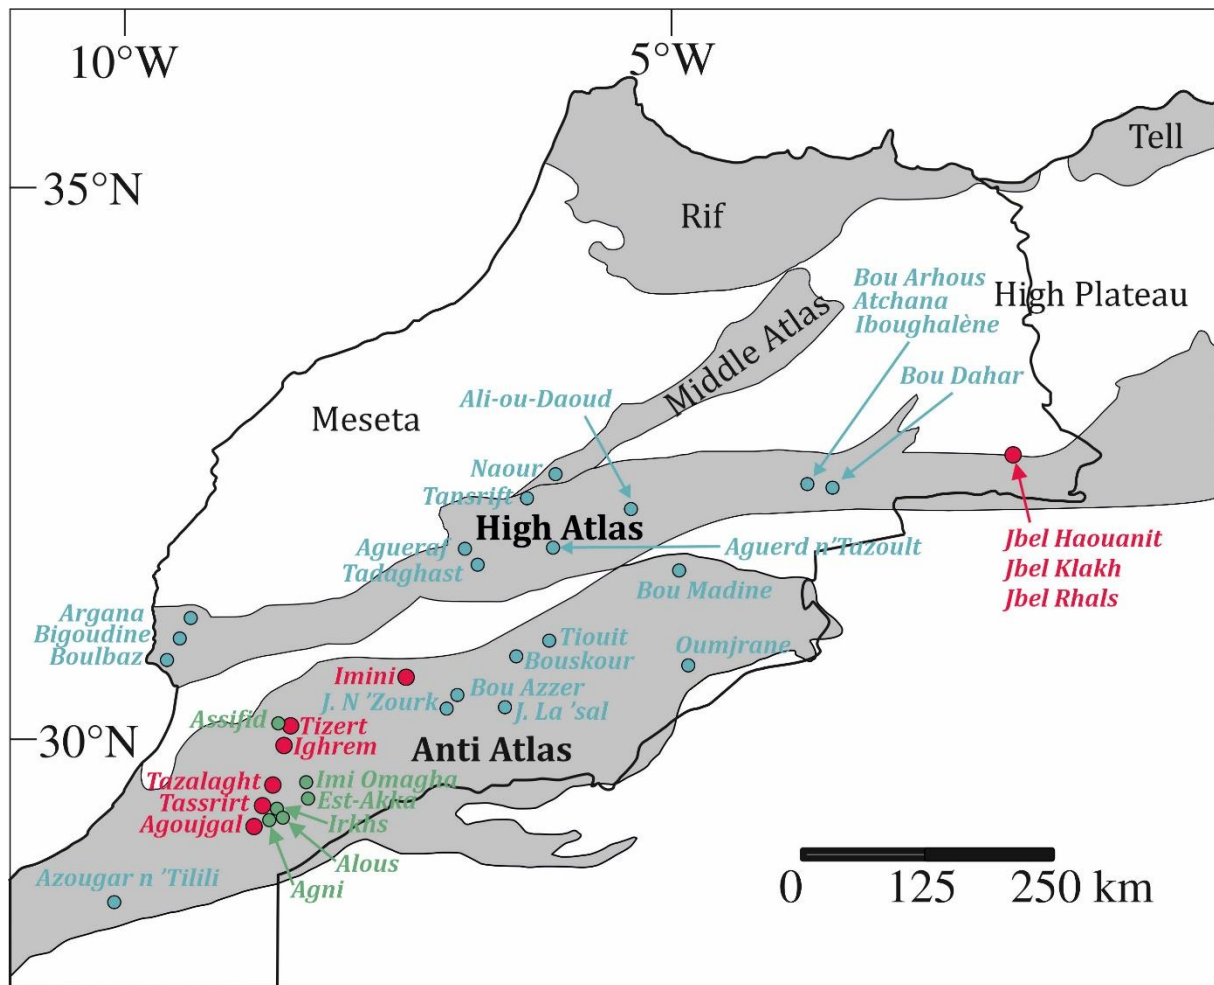 10°W
5°W
Tell
35°N
Rif
Bou Arhous
Atchana
Iboughalène
High Plateau
Middle Atlas
Bou Dahar
Ali-ou-Daoud
Meseta
Naour
Tansrift
High Atlas
Agueraf
Tadaghast
Aguerd n'Tazoult
Jbel Haouanit
Jbel Klakh
Jbel Rhals
Bou Madine
Argana
Bigoudine
Boulbaz
Tiouit
Bouskour
Oumjrane
Imini
Bou Azzer
J. N 'Zourk
J. La 'sal
Assifid
Tizert
Ighrem
30°N
Anti Atlas
Tazalaght
Imi Omagha
Tassrirt
Est-Akka
Irkhs
Agoujgal
Alous
Agni
Azougar n 'Tilili
0 125 250 km